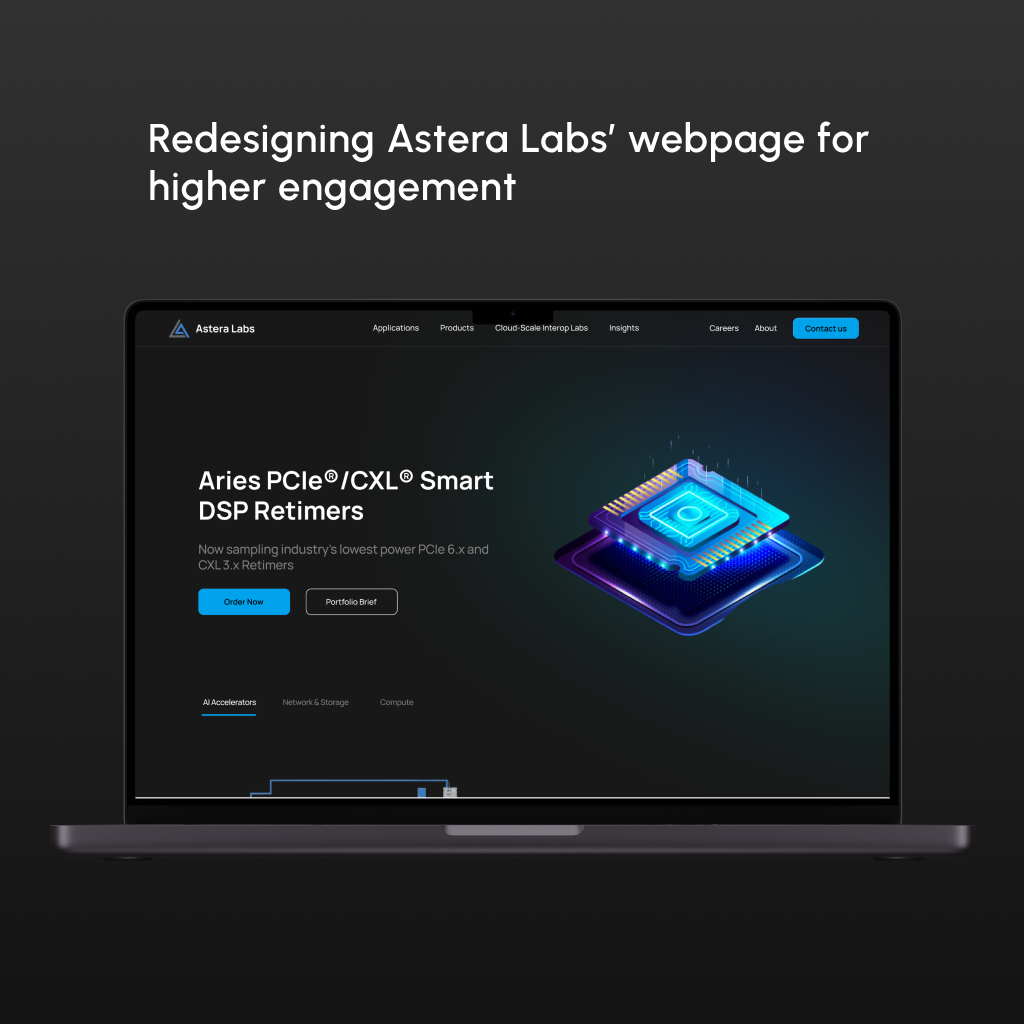 Redesigning Astera Labs’ webpage for
higher engagement
Astera Labs Applications Products Cloud-Scale Interop Labs Insights Careers About Contact us
Aries PCIe®/CXL® Smart
DSP Retimers
Now sampling industry's lowest power PCIe 6.x and
CXL 3.x Retimers
Order Now Portfolio Brief
AI Accelerators Network & Storage Compute